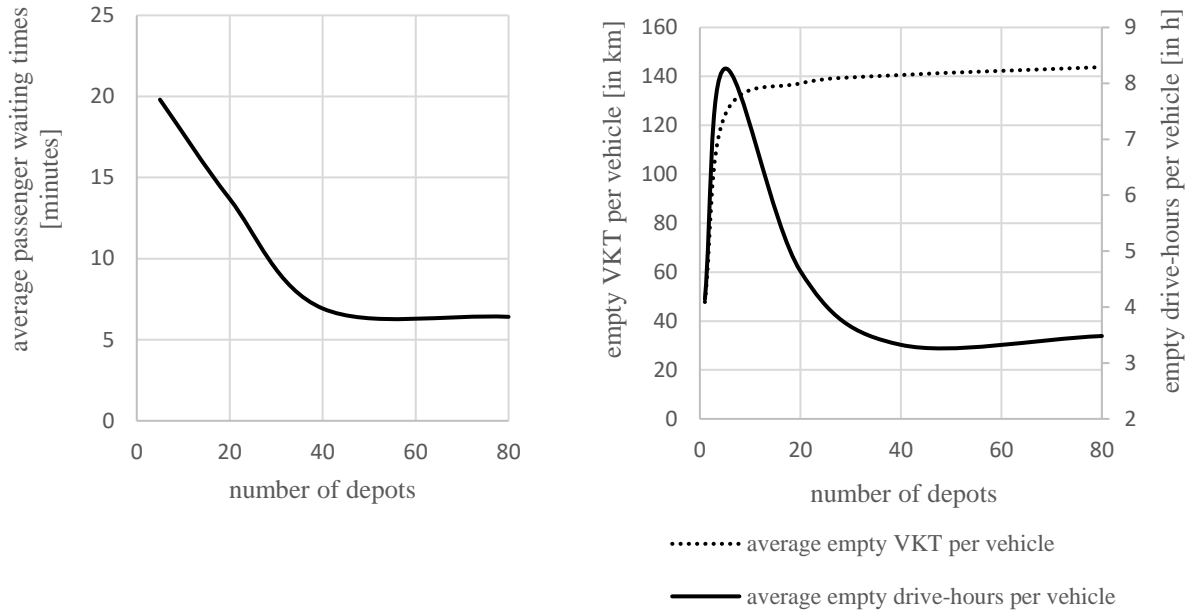 average passenger waiting times
[minutes]
25
20
15
10
5
0
0 20 40 60 80
number of depots
empty VKT per vehicle [in km]
160
140
120
100
80
60
40
20
0
9
8
7
6
5
4
3
2
empty drive-hours per vehicle [in h]
0 20 40 60 80
number of depots
average empty VKT per vehicle
average empty drive-hours per vehicle